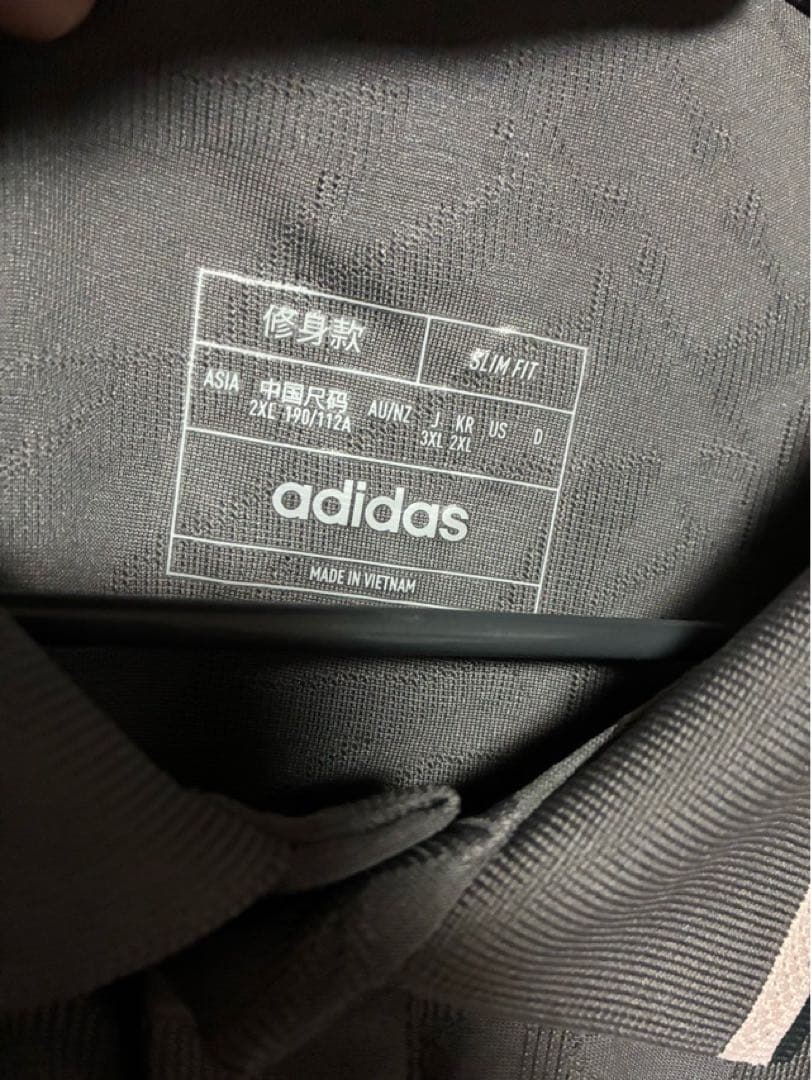 修身款 SLIM FIT
ASIA 中国尺码 AU/NZ J KR US D
2XL 190/112A 3XL 2XL
adidas
MADE IN VIETNAM